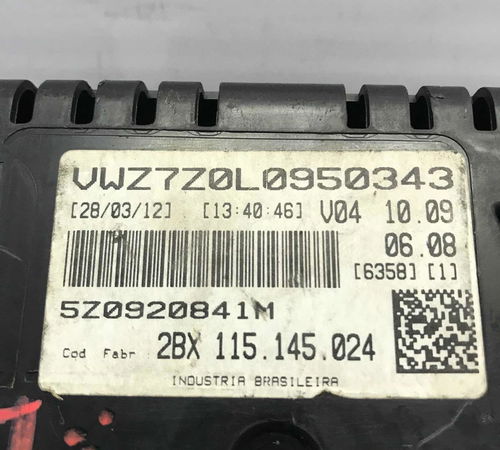 VWZ7Z0L0950343
[28/03/12] [13:40:46] V04 10.09
06.08
[6358] [1]
5Z0920841M
Cod Fabr 2BX 115.145.024
INDUSTRIA BRASILEIRA